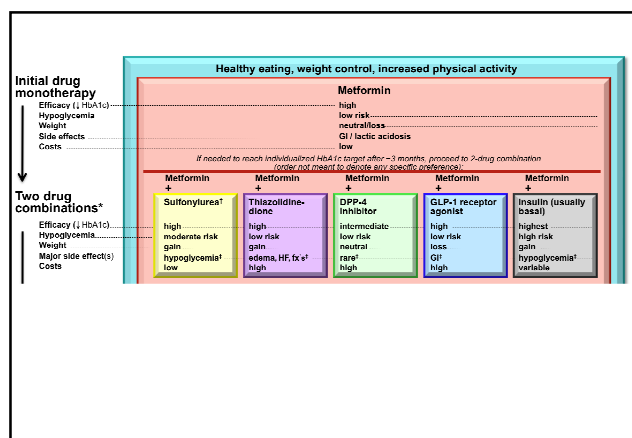 Healthy eating, weight control, increased physical activity
Initial drug
monotherapy
Metformin
Efficacy (↓ HbA1c) high
Hypoglycemia low risk
Weight neutral/loss
Side effects GI / lactic acidosis
Costs low
If needed to reach individualized HbA1c target after ~3 months, proceed to 2-drug combination
(order not meant to denote any specific preference):
Two drug
combinations*
Metformin Metformin Metformin Metformin Metformin
+ + + + +
Sulfonylurea† Thiazolidine- DPP-4 GLP-1 receptor Insulin (usually
dione Inhibitor agonist basal)
Efficacy (↓ HbA1c) high high intermediate high highest
Hypoglycemia moderate risk low risk low risk low risk high risk
Weight gain gain neutral loss gain
Major side effect(s) hypoglycemia‡ edema, HF, fx's‡ rare‡ GI‡ hypoglycemia‡
Costs low high high high variable